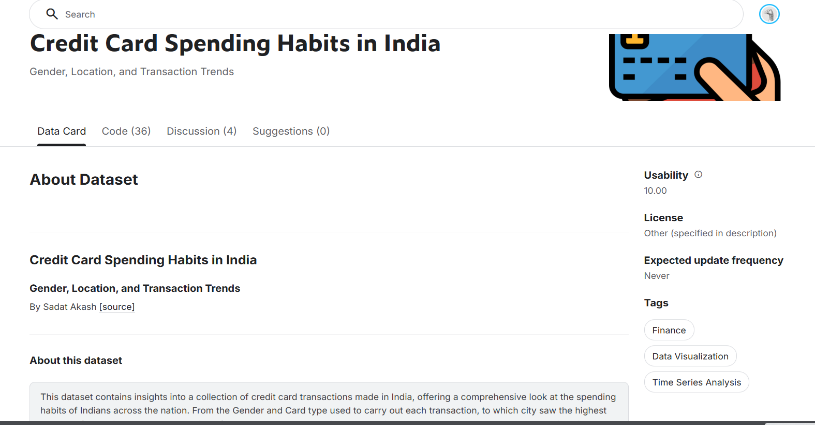 Search
Credit Card Spending Habits in India
Gender, Location, and Transaction Trends
Data Card Code (36) Discussion (4) Suggestions (0)
About Dataset
Credit Card Spending Habits in India
Gender, Location, and Transaction Trends
By Sadat Akash [source]
About this dataset
This dataset contains insights into a collection of credit card transactions made in India, offering a comprehensive look at the spending
habits of Indians across the nation. From the Gender and Card type used to carry out each transaction, to which city saw the highest
Usability
10.00
License
Other (specified in description)
Expected update frequency
Never
Tags
Finance
Data Visualization
Time Series Analysis